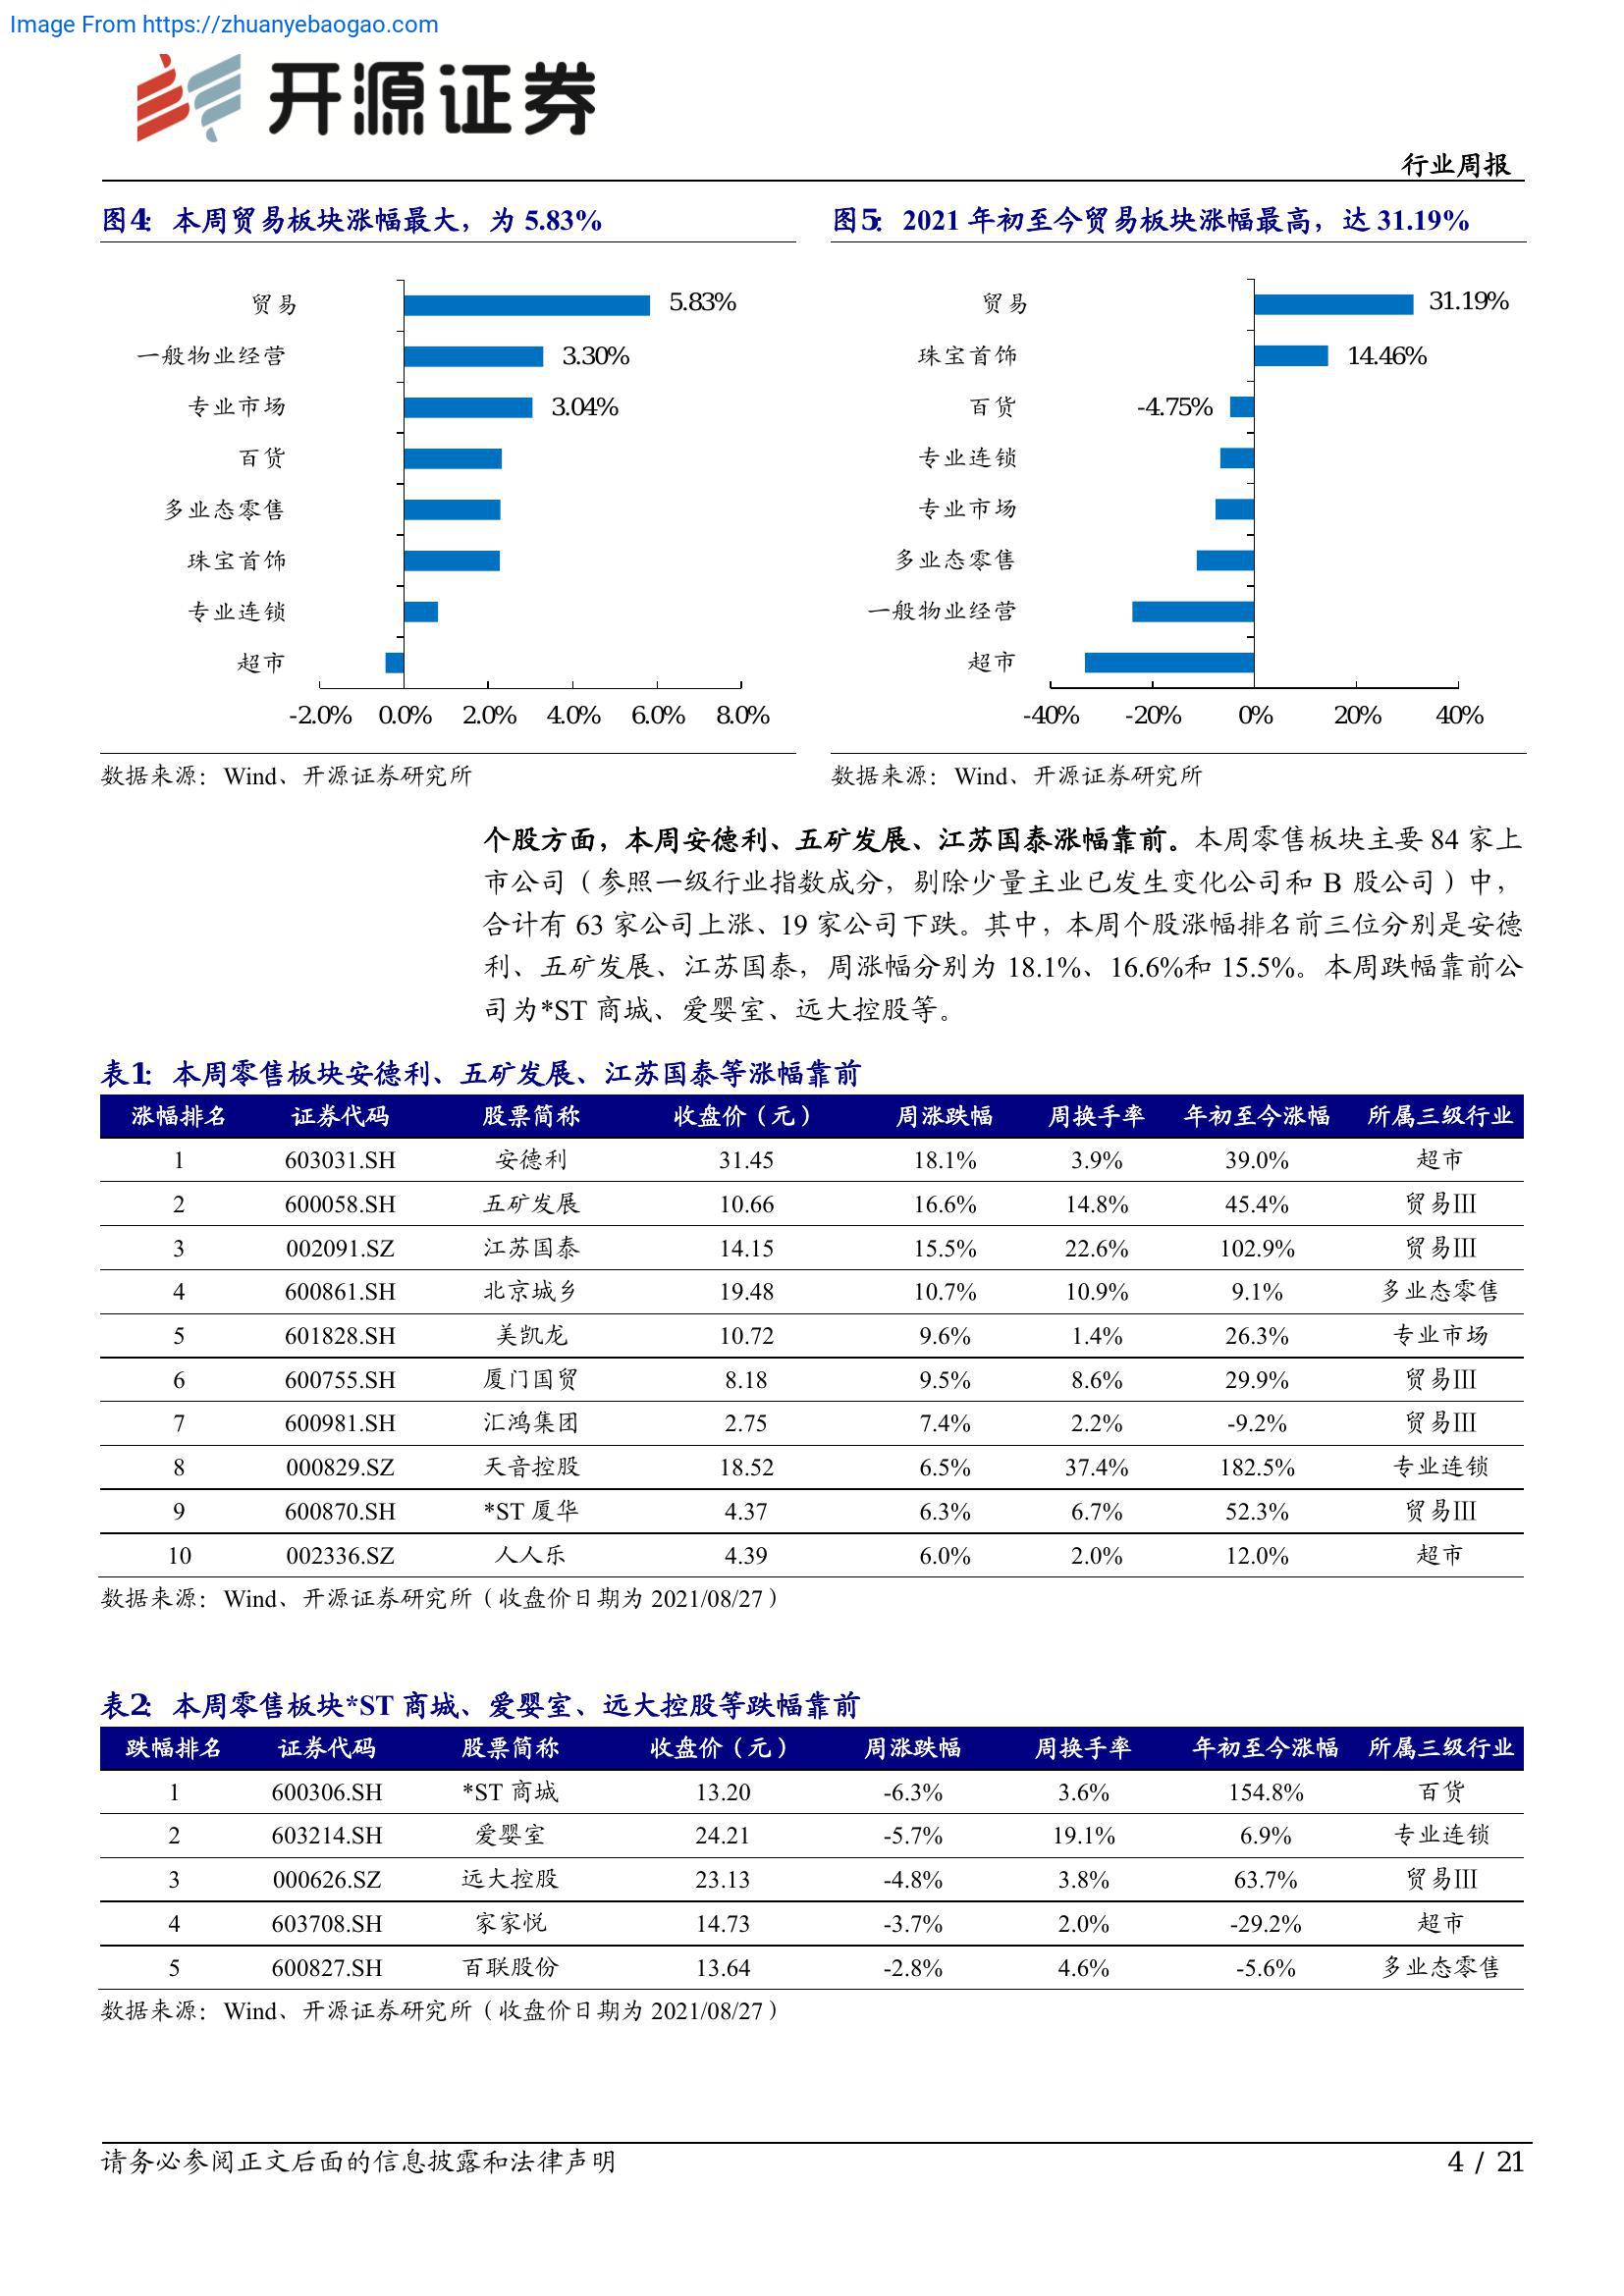 Image From https://zhuanyebaogao.com
开源证券
行业周报
图4：本周贸易板块涨幅最大，为 5.83%
贸易 5.83%
一般物业经营 3.30%
专业市场 3.04%
百货
多业态零售
珠宝首饰
专业连锁
超市
-2.0% 0.0% 2.0% 4.0% 6.0% 8.0%
数据来源：Wind、开源证券研究所
图5：2021 年初至今贸易板块涨幅最高，达 31.19%
贸易 31.19%
珠宝首饰 14.46%
百货 -4.75%
专业连锁
专业市场
多业态零售
一般物业经营
超市
-40% -20% 0% 20% 40%
数据来源：Wind、开源证券研究所
个股方面，本周安德利、五矿发展、江苏国泰涨幅靠前。本周零售板块主要 84 家上
市公司（参照一级行业指数成分，剔除少量主业已发生变化公司和 B 股公司）中，
合计有 63 家公司上涨、19 家公司下跌。其中，本周个股涨幅排名前三位分别是安德
利、五矿发展、江苏国泰，周涨幅分别为 18.1%、16.6%和 15.5%。本周跌幅靠前公
司为*ST 商城、爱婴室、远大控股等。
表1：本周零售板块安德利、五矿发展、江苏国泰等涨幅靠前
涨幅排名 证券代码 股票简称 收盘价（元） 周涨跌幅 周换手率 年初至今涨幅 所属三级行业
1 603031.SH 安德利 31.45 18.1% 3.9% 39.0% 超市
2 600058.SH 五矿发展 10.66 16.6% 14.8% 45.4% 贸易Ⅲ
3 002091.SZ 江苏国泰 14.15 15.5% 22.6% 102.9% 贸易Ⅲ
4 600861.SH 北京城乡 19.48 10.7% 10.9% 9.1% 多业态零售
5 601828.SH 美凯龙 10.72 9.6% 1.4% 26.3% 专业市场
6 600755.SH 厦门国贸 8.18 9.5% 8.6% 29.9% 贸易Ⅲ
7 600981.SH 汇鸿集团 2.75 7.4% 2.2% -9.2% 贸易Ⅲ
8 000829.SZ 天音控股 18.52 6.5% 37.4% 182.5% 专业连锁
9 600870.SH *ST 厦华 4.37 6.3% 6.7% 52.3% 贸易Ⅲ
10 002336.SZ 人人乐 4.39 6.0% 2.0% 12.0% 超市
数据来源：Wind、开源证券研究所（收盘价日期为 2021/08/27）
表2：本周零售板块*ST 商城、爱婴室、远大控股等跌幅靠前
跌幅排名 证券代码 股票简称 收盘价（元） 周涨跌幅 周换手率 年初至今涨幅 所属三级行业
1 600306.SH *ST 商城 13.20 -6.3% 3.6% 154.8% 百货
2 603214.SH 爱婴室 24.21 -5.7% 19.1% 6.9% 专业连锁
3 000626.SZ 远大控股 23.13 -4.8% 3.8% 63.7% 贸易Ⅲ
4 603708.SH 家家悦 14.73 -3.7% 2.0% -29.2% 超市
5 600827.SH 百联股份 13.64 -2.8% 4.6% -5.6% 多业态零售
数据来源：Wind、开源证券研究所（收盘价日期为 2021/08/27）
请务必参阅正文后面的信息披露和法律声明
4 / 21